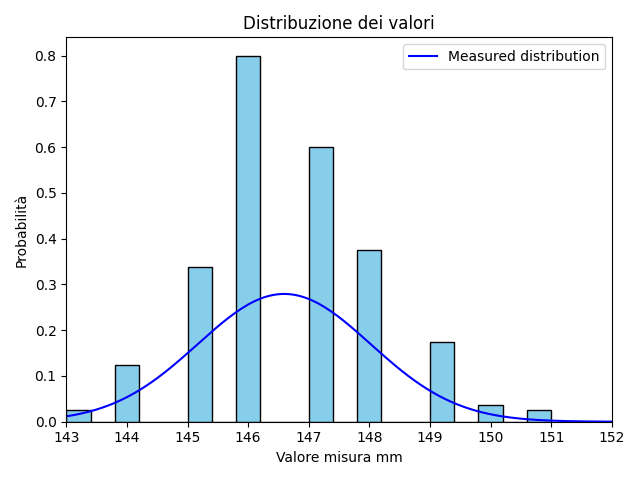 Distribuzione dei valori
Measured distribution
Probabilità
0.8
0.7
0.6
0.5
0.4
0.3
0.2
0.1
0.0
143 144 145 146 147 148 149 150 151 152
Valore misura mm